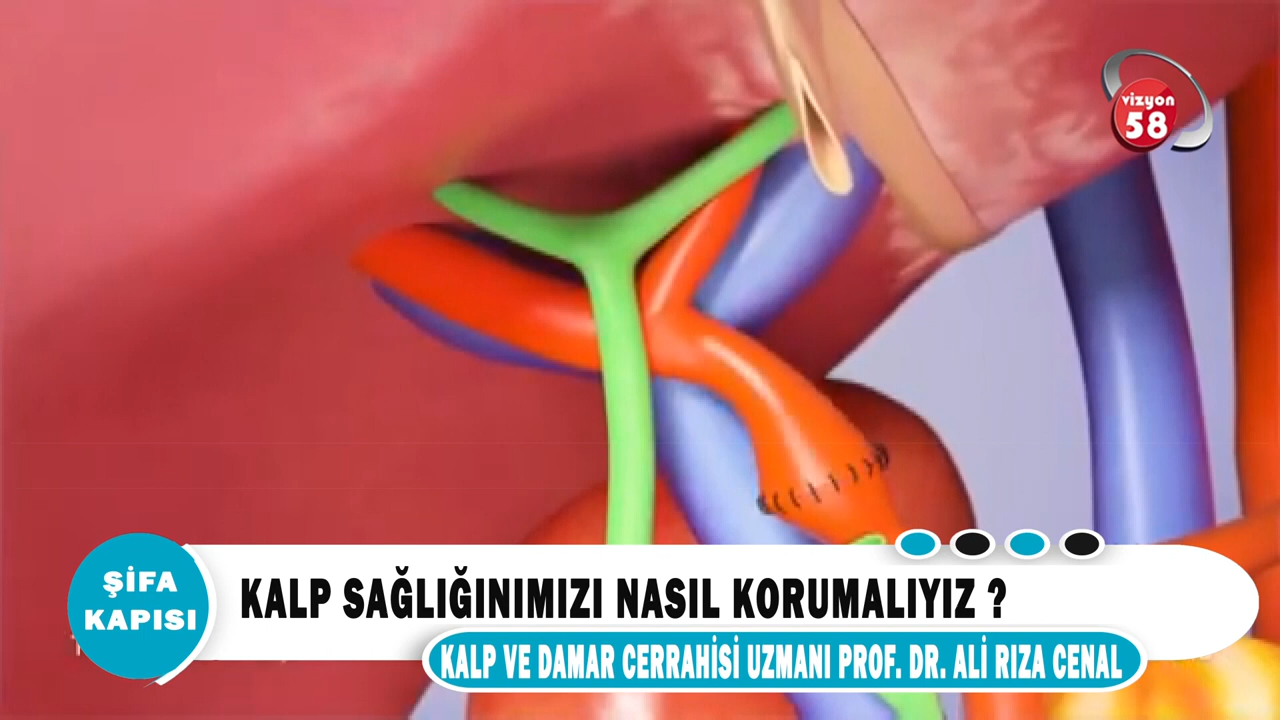 vizyon
58
ŞİFA
KAPISI
KALP SAĞLIĞINIMIZI NASIL KORUMALIYIZ ?
KALP VE DAMAR CERRAHİSİ UZMANI PROF. DR. ALİ RIZA CENAL